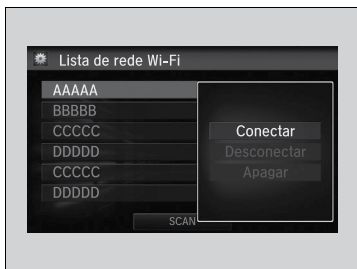 Lista de rede Wi-Fi
AAAAA
BBBBB
CCCCC
DDDDD
CCCCC
DDDDD
Conectar
Desconectar
Apagar
SCAN